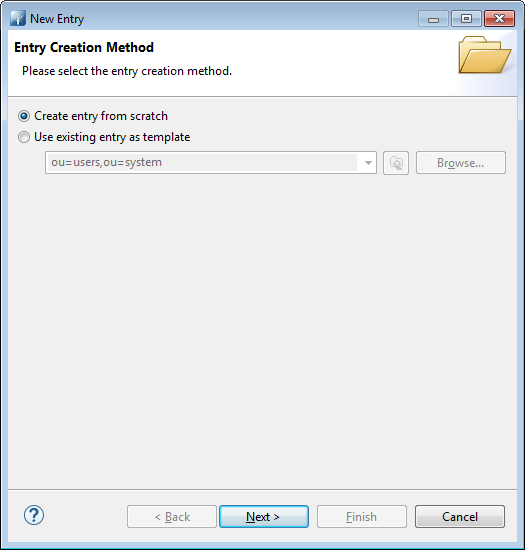 New Entry
Entry Creation Method
Please select the entry creation method.
Create entry from scratch
Use existing entry as template
ou=users,ou=system
Browse...
?
< Back
Next >
Finish
Cancel